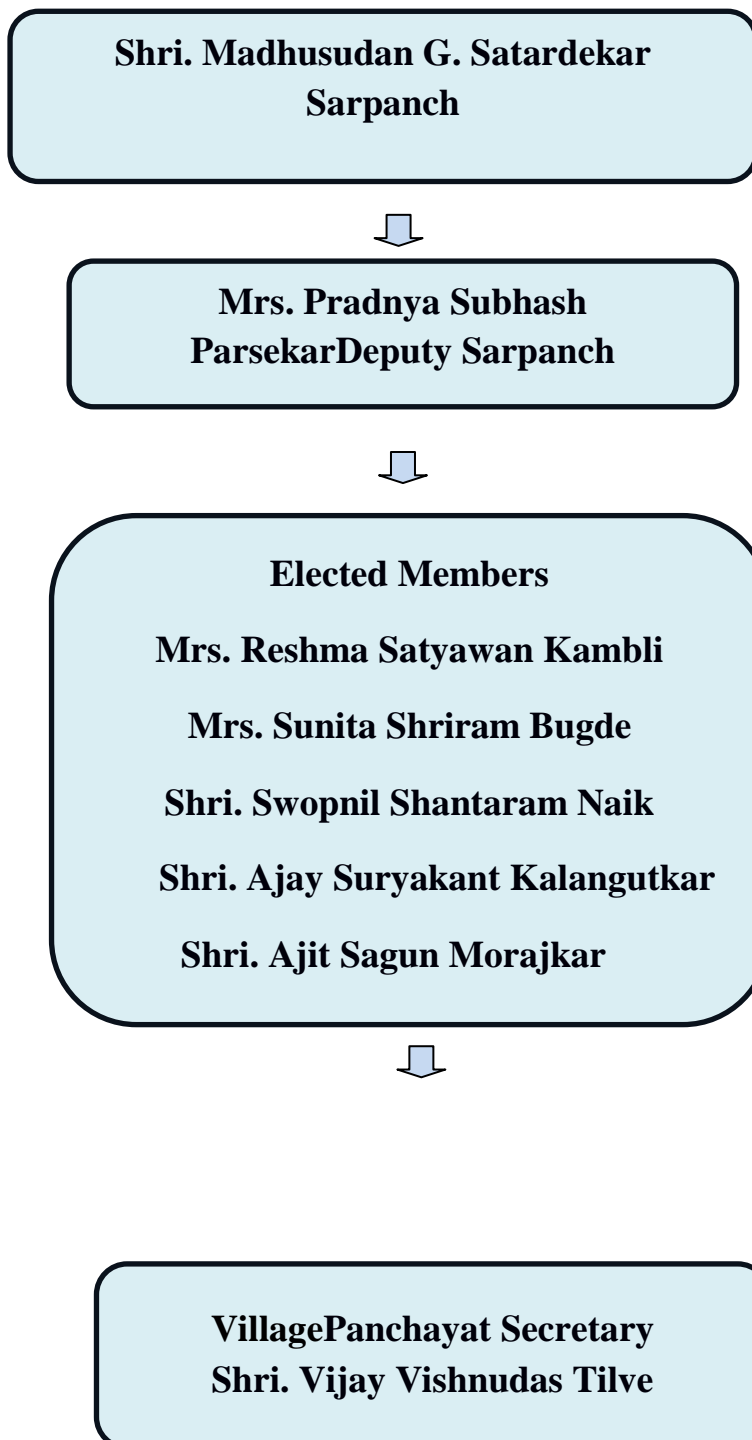 Shri. Madhusudan G. Satardekar
Sarpanch
Mrs. Pradnya Subhash
ParsekarDeputy Sarpanch
Elected Members
Mrs. Reshma Satyawan Kambli
Mrs. Sunita Shriram Bugde
Shri. Swopnil Shantaram Naik
Shri. Ajay Suryakant Kalangutkar
Shri. Ajit Sagun Morajkar
VillagePanchayat Secretary
Shri. Vijay Vishnudas Tilve